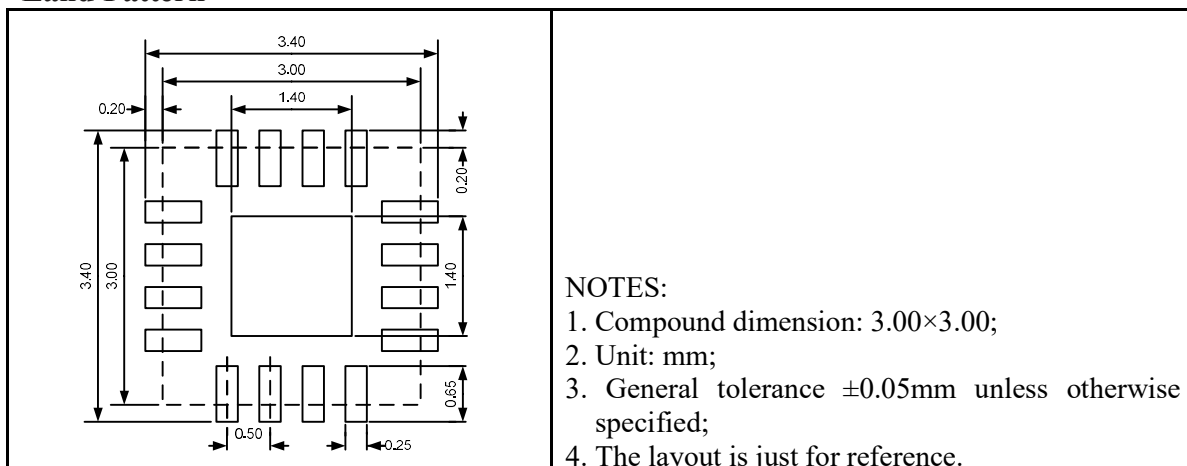 3.40
3.00
1.40
0.20
0.20
3.40
3.00
1.40
0.65
0.50
0.25
NOTES:
1. Compound dimension: 3.00×3.00;
2. Unit: mm;
3. General tolerance ±0.05mm unless otherwise
specified;
4. The layout is just for reference.